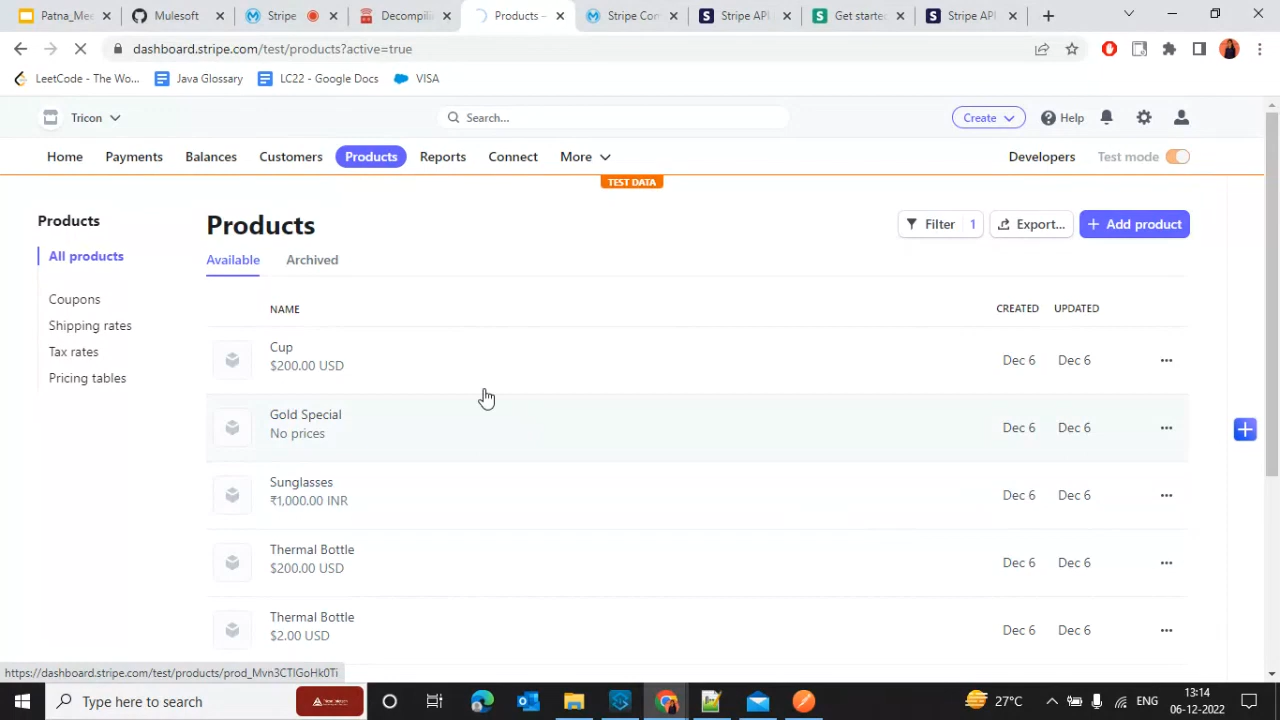 Patna_Mee
Mulesoft
Stripe
Decompili
Products –
Stripe Con
Stripe API
Get starte
Stripe API
dashboard.stripe.com/test/products?active=true
LeetCode - The Wo...
Java Glossary
LC22 - Google Docs
VISA
Tricon
Search...
Create
Help
Home
Payments
Balances
Customers
Products
Reports
Connect
More
Developers
Test mode
TEST DATA
Products
All products
Coupons
Shipping rates
Tax rates
Pricing tables
Products
Filter 1
Export...
+ Add product
Available
Archived
NAME CREATED UPDATED
Cup
$200.00 USD
Dec 6 Dec 6
Gold Special
No prices
Dec 6 Dec 6
Sunglasses
₹1,000.00 INR
Dec 6 Dec 6
Thermal Bottle
$200.00 USD
Dec 6 Dec 6
Thermal Bottle
$2.00 USD
Dec 6 Dec 6
https://dashboard.stripe.com/test/products/prod_Mvn3CTIGoHk0Ti
Type here to search
27°C
ENG
13:14
06-12-2022